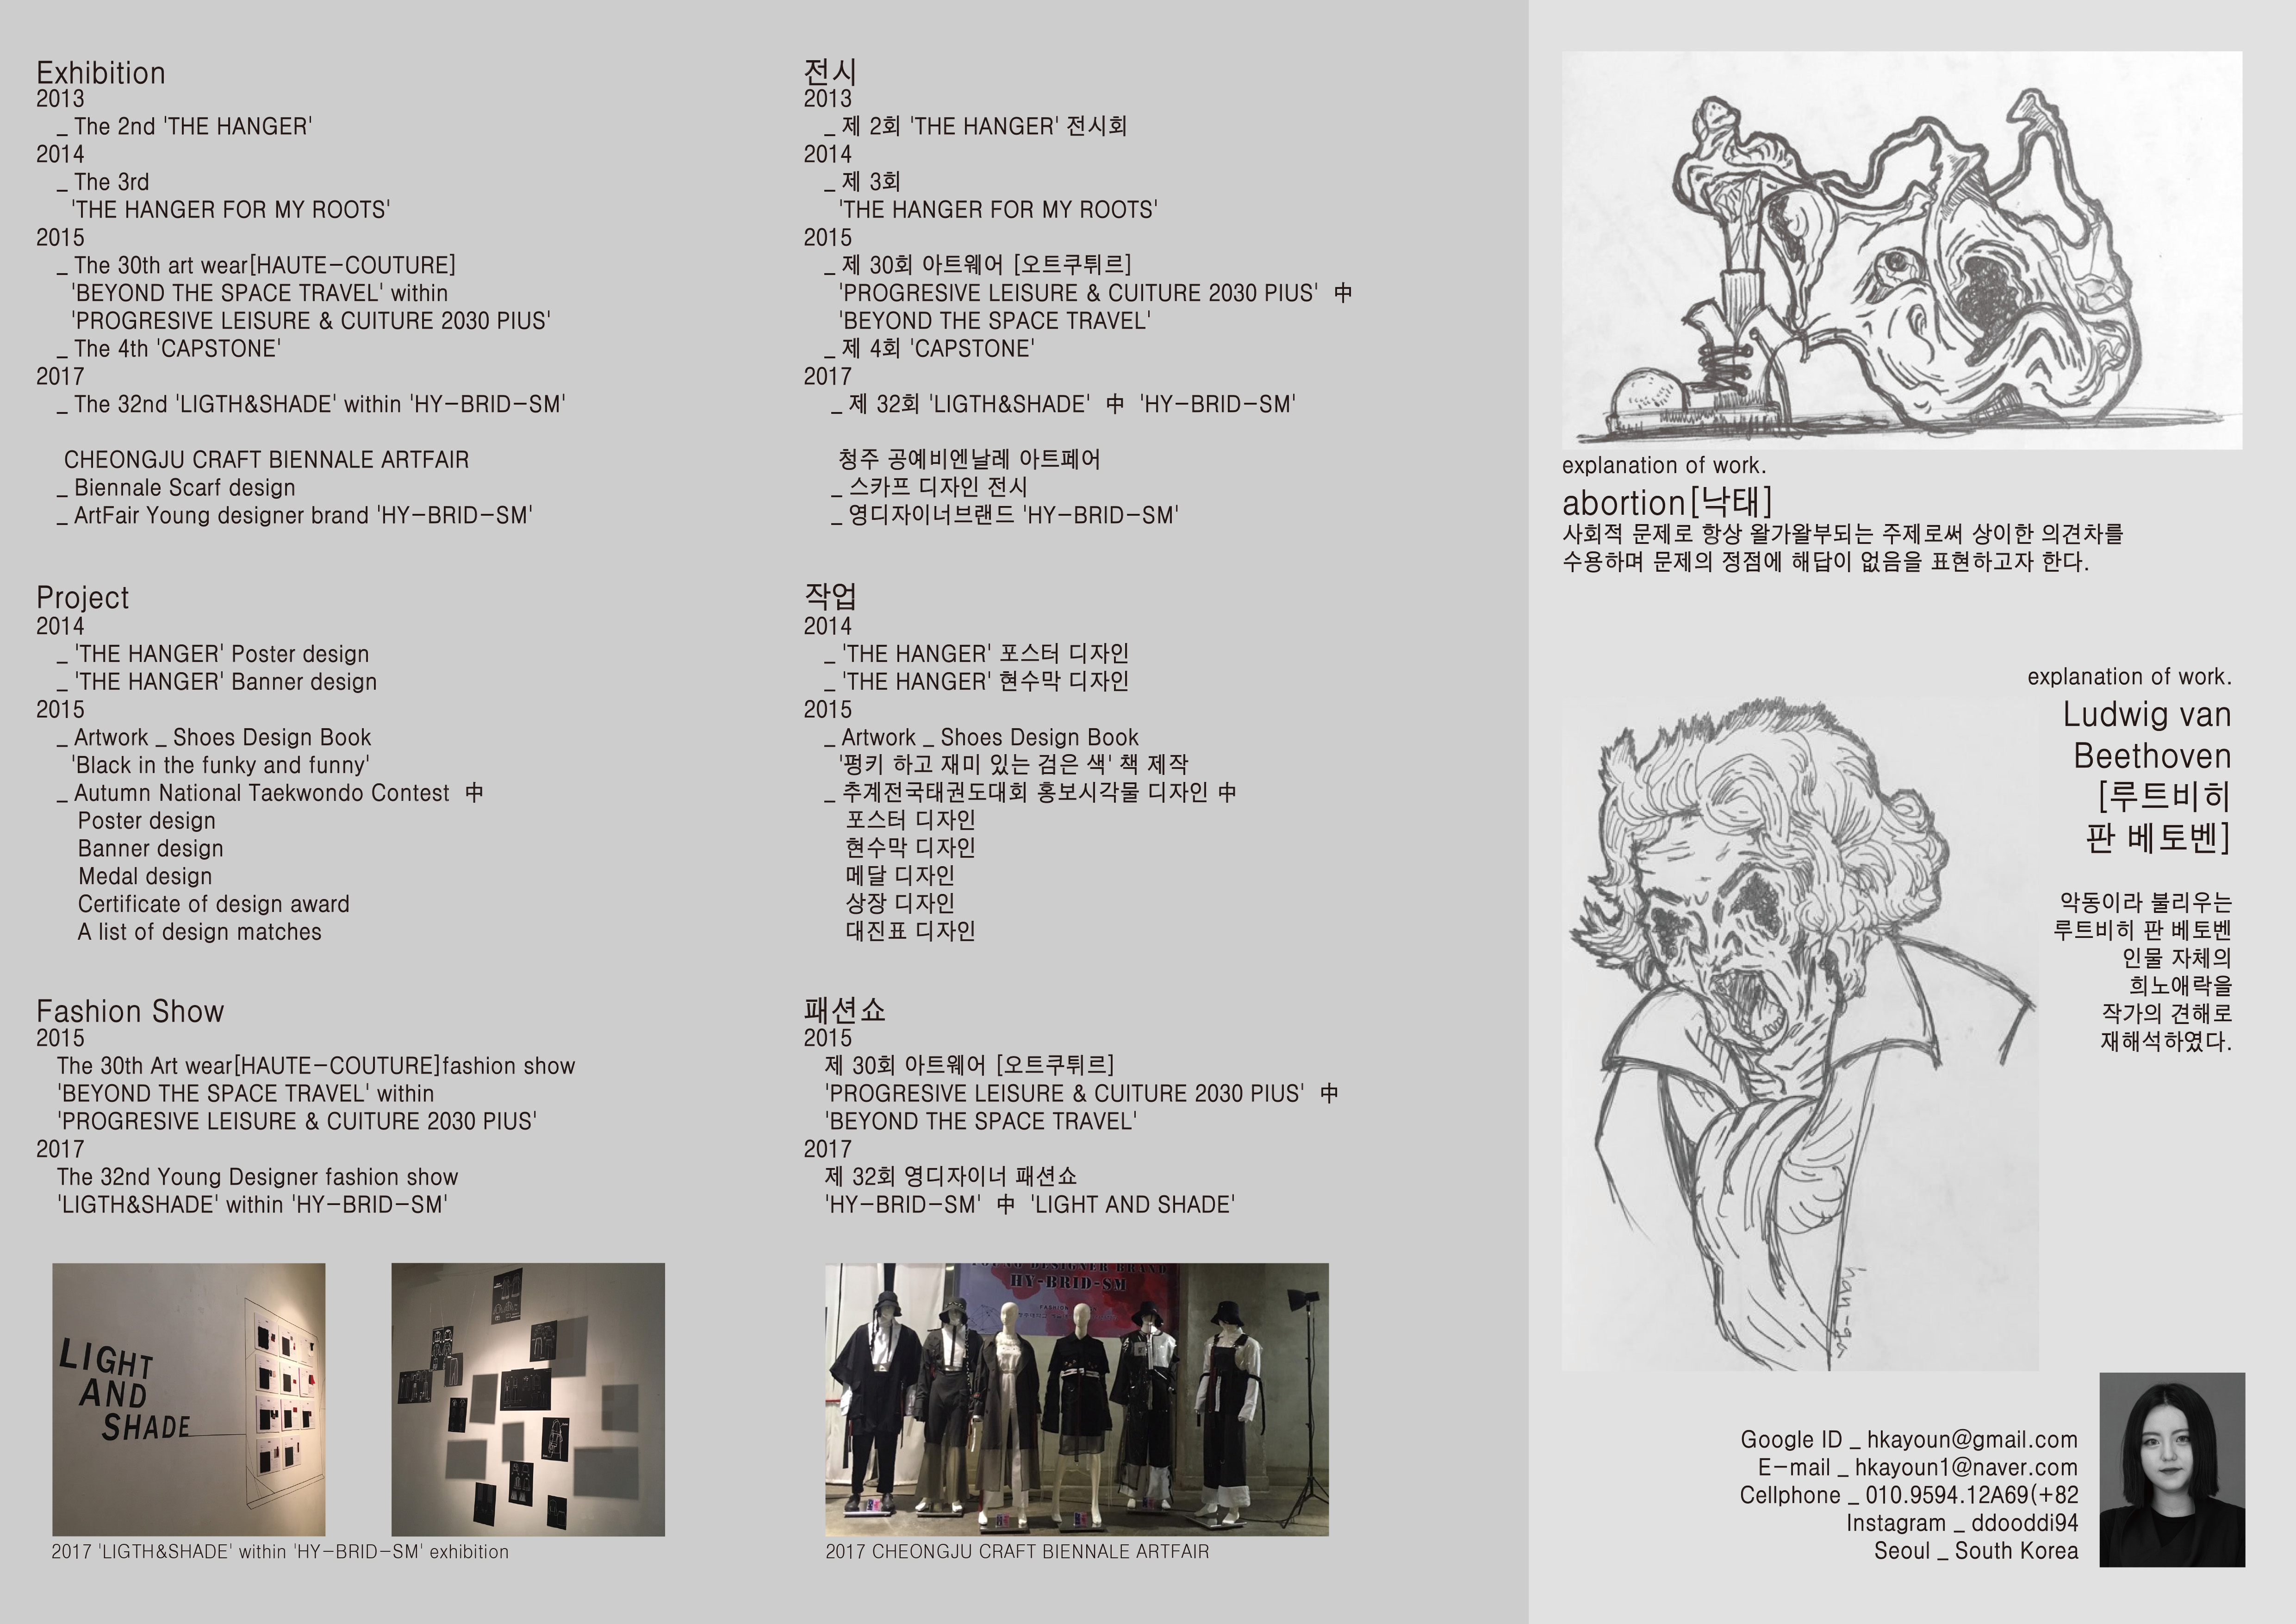 Exhibition
2013
_ The 2nd 'THE HANGER'
2014
_ The 3rd
'THE HANGER FOR MY ROOTS'
2015
_ The 30th art wear[HAUTE-COUTURE]
'BEYOND THE SPACE TRAVEL' within
'PROGRESIVE LEISURE & CUITURE 2030 PIUS'
_ The 4th 'CAPSTONE'
2017
_ The 32nd 'LIGTH&SHADE' within 'HY-BRID-SM'
CHEONGJU CRAFT BIENNALE ARTFAIR
_ Biennale Scarf design
_ ArtFair Young designer brand 'HY-BRID-SM'
Project
2014
_ 'THE HANGER' Poster design
_ 'THE HANGER' Banner design
2015
_ Artwork _ Shoes Design Book
'Black in the funky and funny'
_ Autumn National Taekwondo Contest 中
Poster design
Banner design
Medal design
Certificate of design award
A list of design matches
Fashion Show
2015
The 30th Art wear[HAUTE-COUTURE]fashion show
'BEYOND THE SPACE TRAVEL' within
'PROGRESIVE LEISURE & CUITURE 2030 PIUS'
2017
The 32nd Young Designer fashion show
'LIGTH&SHADE' within 'HY-BRID-SM'
LIGHT
AND
SHADE
2017 'LIGTH&SHADE' within 'HY-BRID-SM' exhibition
전시
2013
_ 제 2회 'THE HANGER' 전시회
2014
_ 제 3회
'THE HANGER FOR MY ROOTS'
2015
_ 제 30회 아트웨어 [오트쿠튀르]
'PROGRESIVE LEISURE & CUITURE 2030 PIUS' 中
'BEYOND THE SPACE TRAVEL'
_ 제 4회 'CAPSTONE'
2017
_ 제 32회 'LIGTH&SHADE' 中 'HY-BRID-SM'
청주 공예비엔날레 아트페어
_ 스카프 디자인 전시
_ 영디자이너브랜드 'HY-BRID-SM'
작업
2014
_ 'THE HANGER' 포스터 디자인
_ 'THE HANGER' 현수막 디자인
2015
_ Artwork _ Shoes Design Book
'펑키 하고 재미 있는 검은 색' 책 제작
_ 추계전국태권도대회 홍보시각물 디자인 中
포스터 디자인
현수막 디자인
메달 디자인
상장 디자인
대진표 디자인
패션쇼
2015
제 30회 아트웨어 [오트쿠튀르]
'PROGRESIVE LEISURE & CUITURE 2030 PIUS' 中
'BEYOND THE SPACE TRAVEL'
2017
제 32회 영디자이너 패션쇼
'HY-BRID-SM' 中 'LIGHT AND SHADE'
YOUNG DESIGNER BRAND
HY-BRID-SM
FASHION
2017 CHEONGJU CRAFT BIENNALE ARTFAIR
explanation of work.
abortion[낙태]
사회적 문제로 항상 왈가왈부되는 주제로써 상이한 의견차를
수용하며 문제의 정점에 해답이 없음을 표현하고자 한다.
explanation of work.
Ludwig van
Beethoven
[루트비히
판 베토벤]
악동이라 불리우는
루트비히 판 베토벤
인물 자체의
희노애락을
작가의 견해로
재해석하였다.
han-ga
Google ID _ hkayoun@gmail.com
E-mail _ hkayoun1@naver.com
Cellphone _ 010.9594.12A69(+82
Instagram _ ddooddi94
Seoul _ South Korea